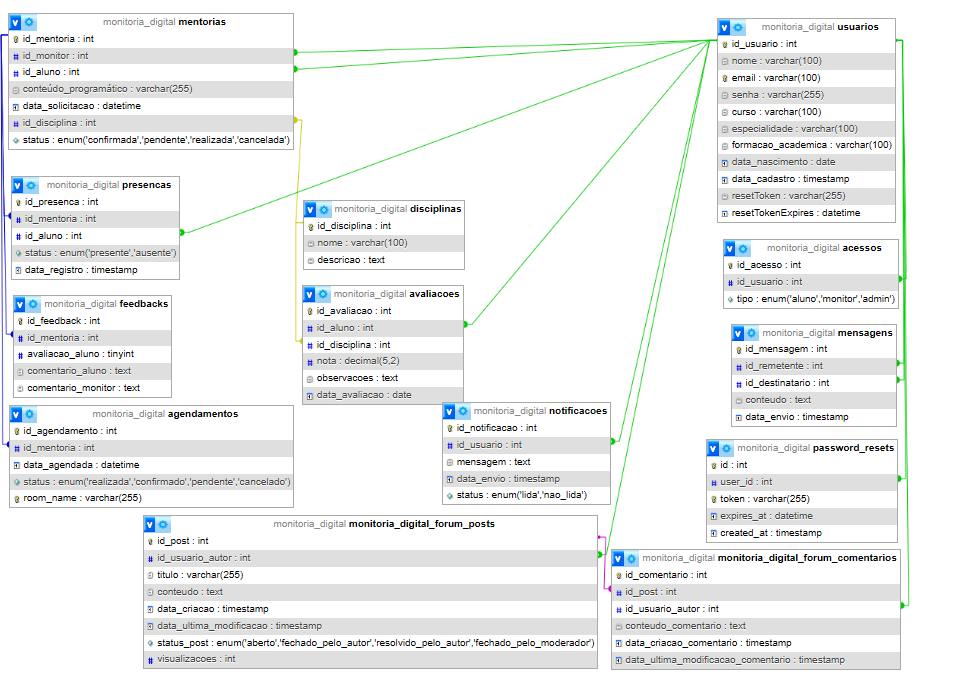 monitoria_digital mentorias
id_mentoria : int
id_monitor : int
id_aluno : int
conteúdo_programático : varchar(255)
data_solicitacao : datetime
id_disciplina : int
status : enum('confirmada','pendente','realizada','cancelada')
monitoria_digital presencas
id_presenca : int
id_mentoria : int
id_aluno : int
status : enum('presente','ausente')
data_registro : timestamp
monitoria_digital feedbacks
id_feedback : int
id_mentoria : int
avaliacao_aluno : tinyint
comentario_aluno : text
comentario_monitor : text
monitoria_digital agendamentos
id_agendamento : int
id_mentoria : int
data_agendada : datetime
status : enum('realizada','confirmado','pendente','cancelado')
room_name : varchar(255)
monitoria_digital disciplinas
id_disciplina : int
nome : varchar(100)
descricao : text
monitoria_digital avaliacoes
id_avaliacao : int
id_aluno : int
id_disciplina : int
nota : decimal(5,2)
observacoes : text
data_avaliacao : date
monitoria_digital notificacoes
id_notificacao : int
id_usuario : int
mensagem : text
data_envio : timestamp
status : enum('lida','nao_lida')
monitoria_digital monitoria_digital_forum_posts
id_post : int
id_usuario_autor : int
titulo : varchar(255)
conteudo : text
data_criacao : timestamp
data_ultima_modificacao : timestamp
status_post : enum('aberto','fechado_pelo_autor','resolvido_pelo_autor','fechado_pelo_moderador')
visualizacoes : int
monitoria_digital usuarios
id_usuario : int
nome : varchar(100)
email : varchar(100)
senha : varchar(255)
curso : varchar(100)
especialidade : varchar(100)
formacao_academica : varchar(100)
data_nascimento : date
data_cadastro : timestamp
resetToken : varchar(255)
resetTokenExpires : datetime
monitoria_digital acessos
id_acesso : int
id_usuario : int
tipo : enum('aluno','monitor','admin')
monitoria_digital mensagens
id_mensagem : int
id_remetente : int
id_destinatario : int
conteudo : text
data_envio : timestamp
monitoria_digital password_resets
id : int
user_id : int
token : varchar(255)
expires_at : datetime
created_at : timestamp
monitoria_digital monitoria_digital_forum_comentarios
id_comentario : int
id_post : int
id_usuario_autor : int
conteudo_comentario : text
data_criacao_comentario : timestamp
data_ultima_modificacao_comentario : timestamp